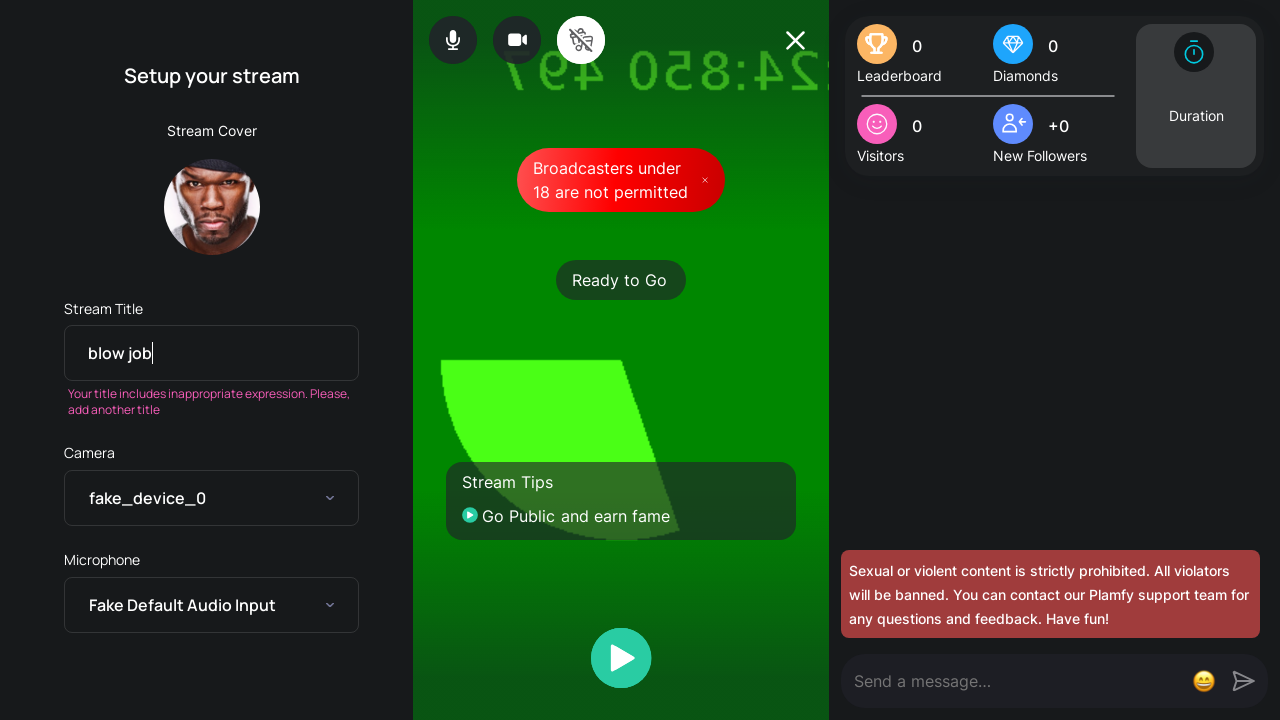 Setup your stream
Stream Cover
Stream Title
blow job
Your title includes inappropriate expression. Please,
add another title
Camera
fake_device_0
Microphone
Fake Default Audio Input
:24:850 497
Broadcasters under
18 are not permitted
Ready to Go
Stream Tips
Go Public and earn fame
0
Leaderboard
0
Diamonds
0
Visitors
+0
New Followers
Duration
Sexual or violent content is strictly prohibited. All violators
will be banned. You can contact our Plamfy support team for
any questions and feedback. Have fun!
Send a message...